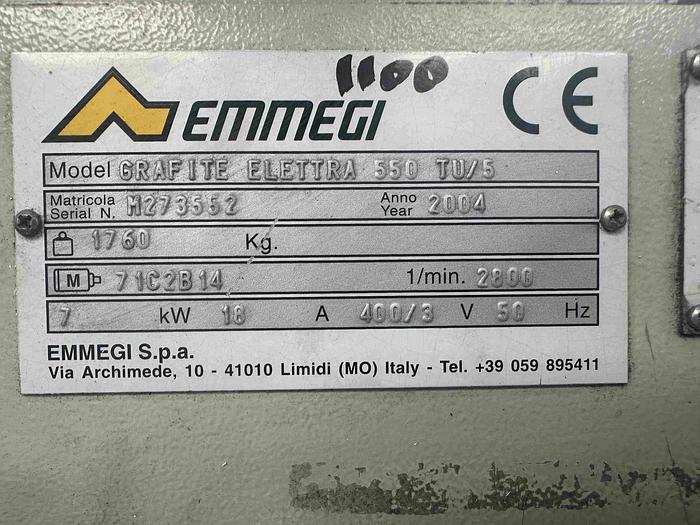 1100
EMMEGI CE
Model GRAFITE ELETTRA 550 TU/5
Matricola Serial N. M273552 Anno Year 2004
1760 Kg.
M 71C2B14 1/min. 2800
7 kW 18 A 400/3 V 50 Hz
EMMEGI S.p.a.
Via Archimede, 10 - 41010 Limidi (MO) Italy - Tel. +39 059 895411